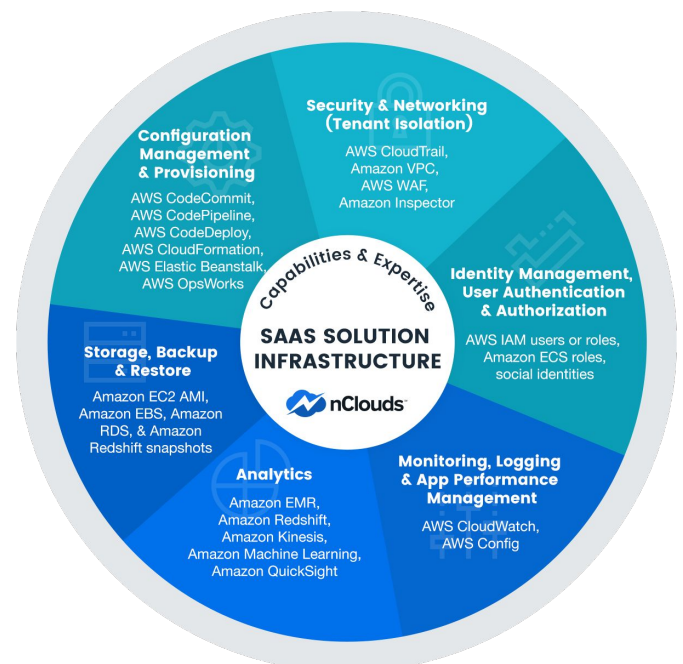 Security & Networking
(Tenant Isolation)
AWS CloudTrail,
Amazon VPC,
AWS WAF,
Amazon Inspector
Identity Management,
User Authentication
& Authorization
AWS IAM users or roles,
Amazon ECS roles,
social identities
Monitoring, Logging
& App Performance
Management
AWS CloudWatch,
AWS Config
Analytics
Amazon EMR,
Amazon Redshift,
Amazon Kinesis,
Amazon Machine Learning,
Amazon QuickSight
Storage, Backup
& Restore
Amazon EC2 AMI,
Amazon EBS, Amazon
RDS, & Amazon
Redshift snapshots
Configuration
Management
& Provisioning
AWS CodeCommit,
AWS CodePipeline,
AWS CodeDeploy,
AWS CloudFormation,
AWS Elastic Beanstalk,
AWS OpsWorks
Capabilities & Expertise
SAAS SOLUTION
INFRASTRUCTURE
nClouds™